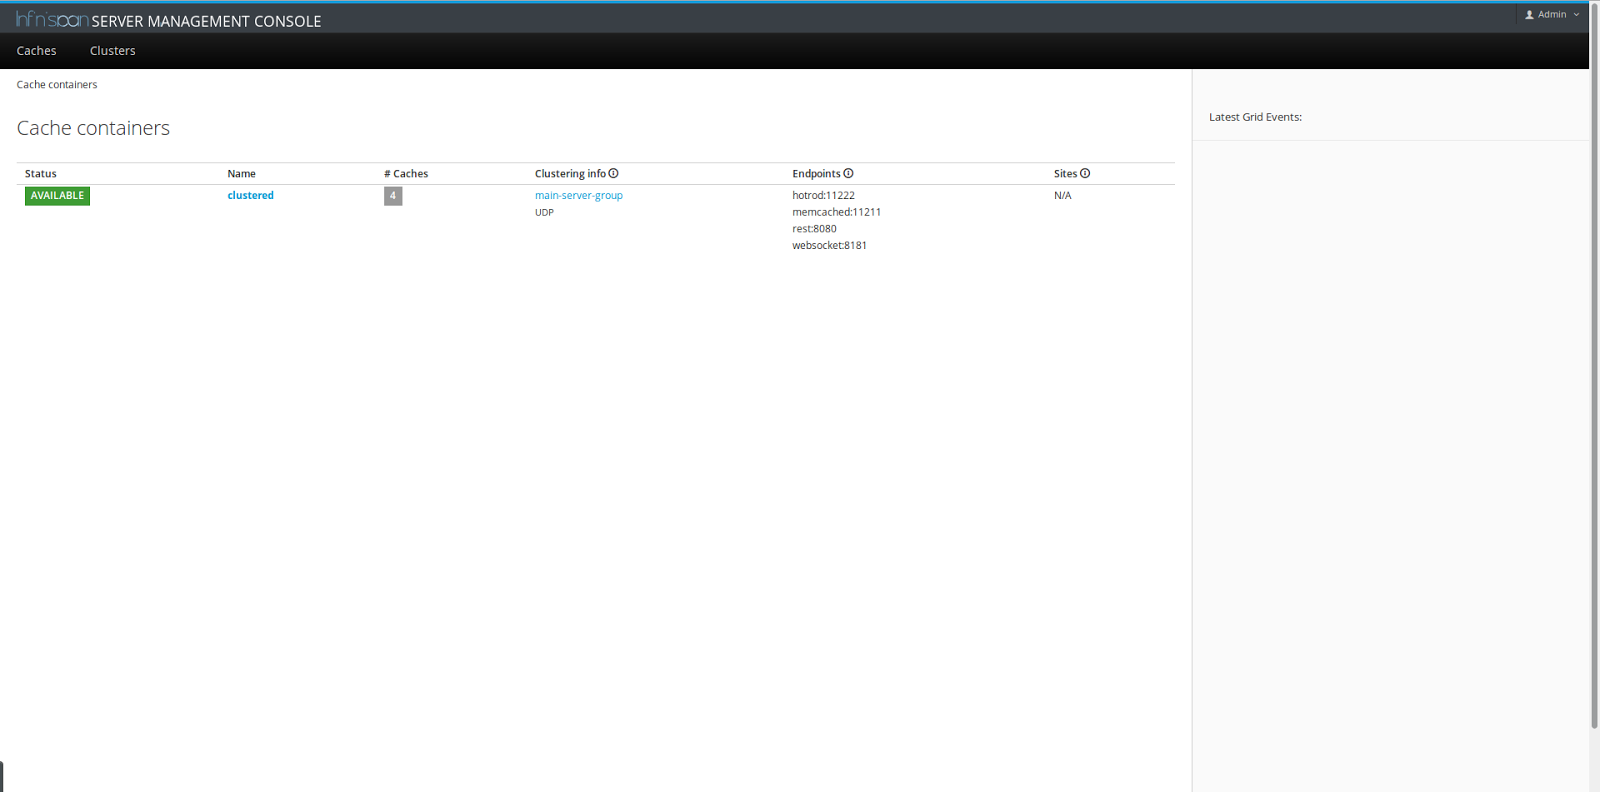 Infinispan SERVER MANAGEMENT CONSOLE
Admin
Caches Clusters
Cache containers
Latest Grid Events:
Cache containers
Status Name # Caches Clustering info Endpoints Sites
AVAILABLE clustered 4 main-server-group hotrod:11222 N/A
UDP memcached:11211
rest:8080
websocket:8181